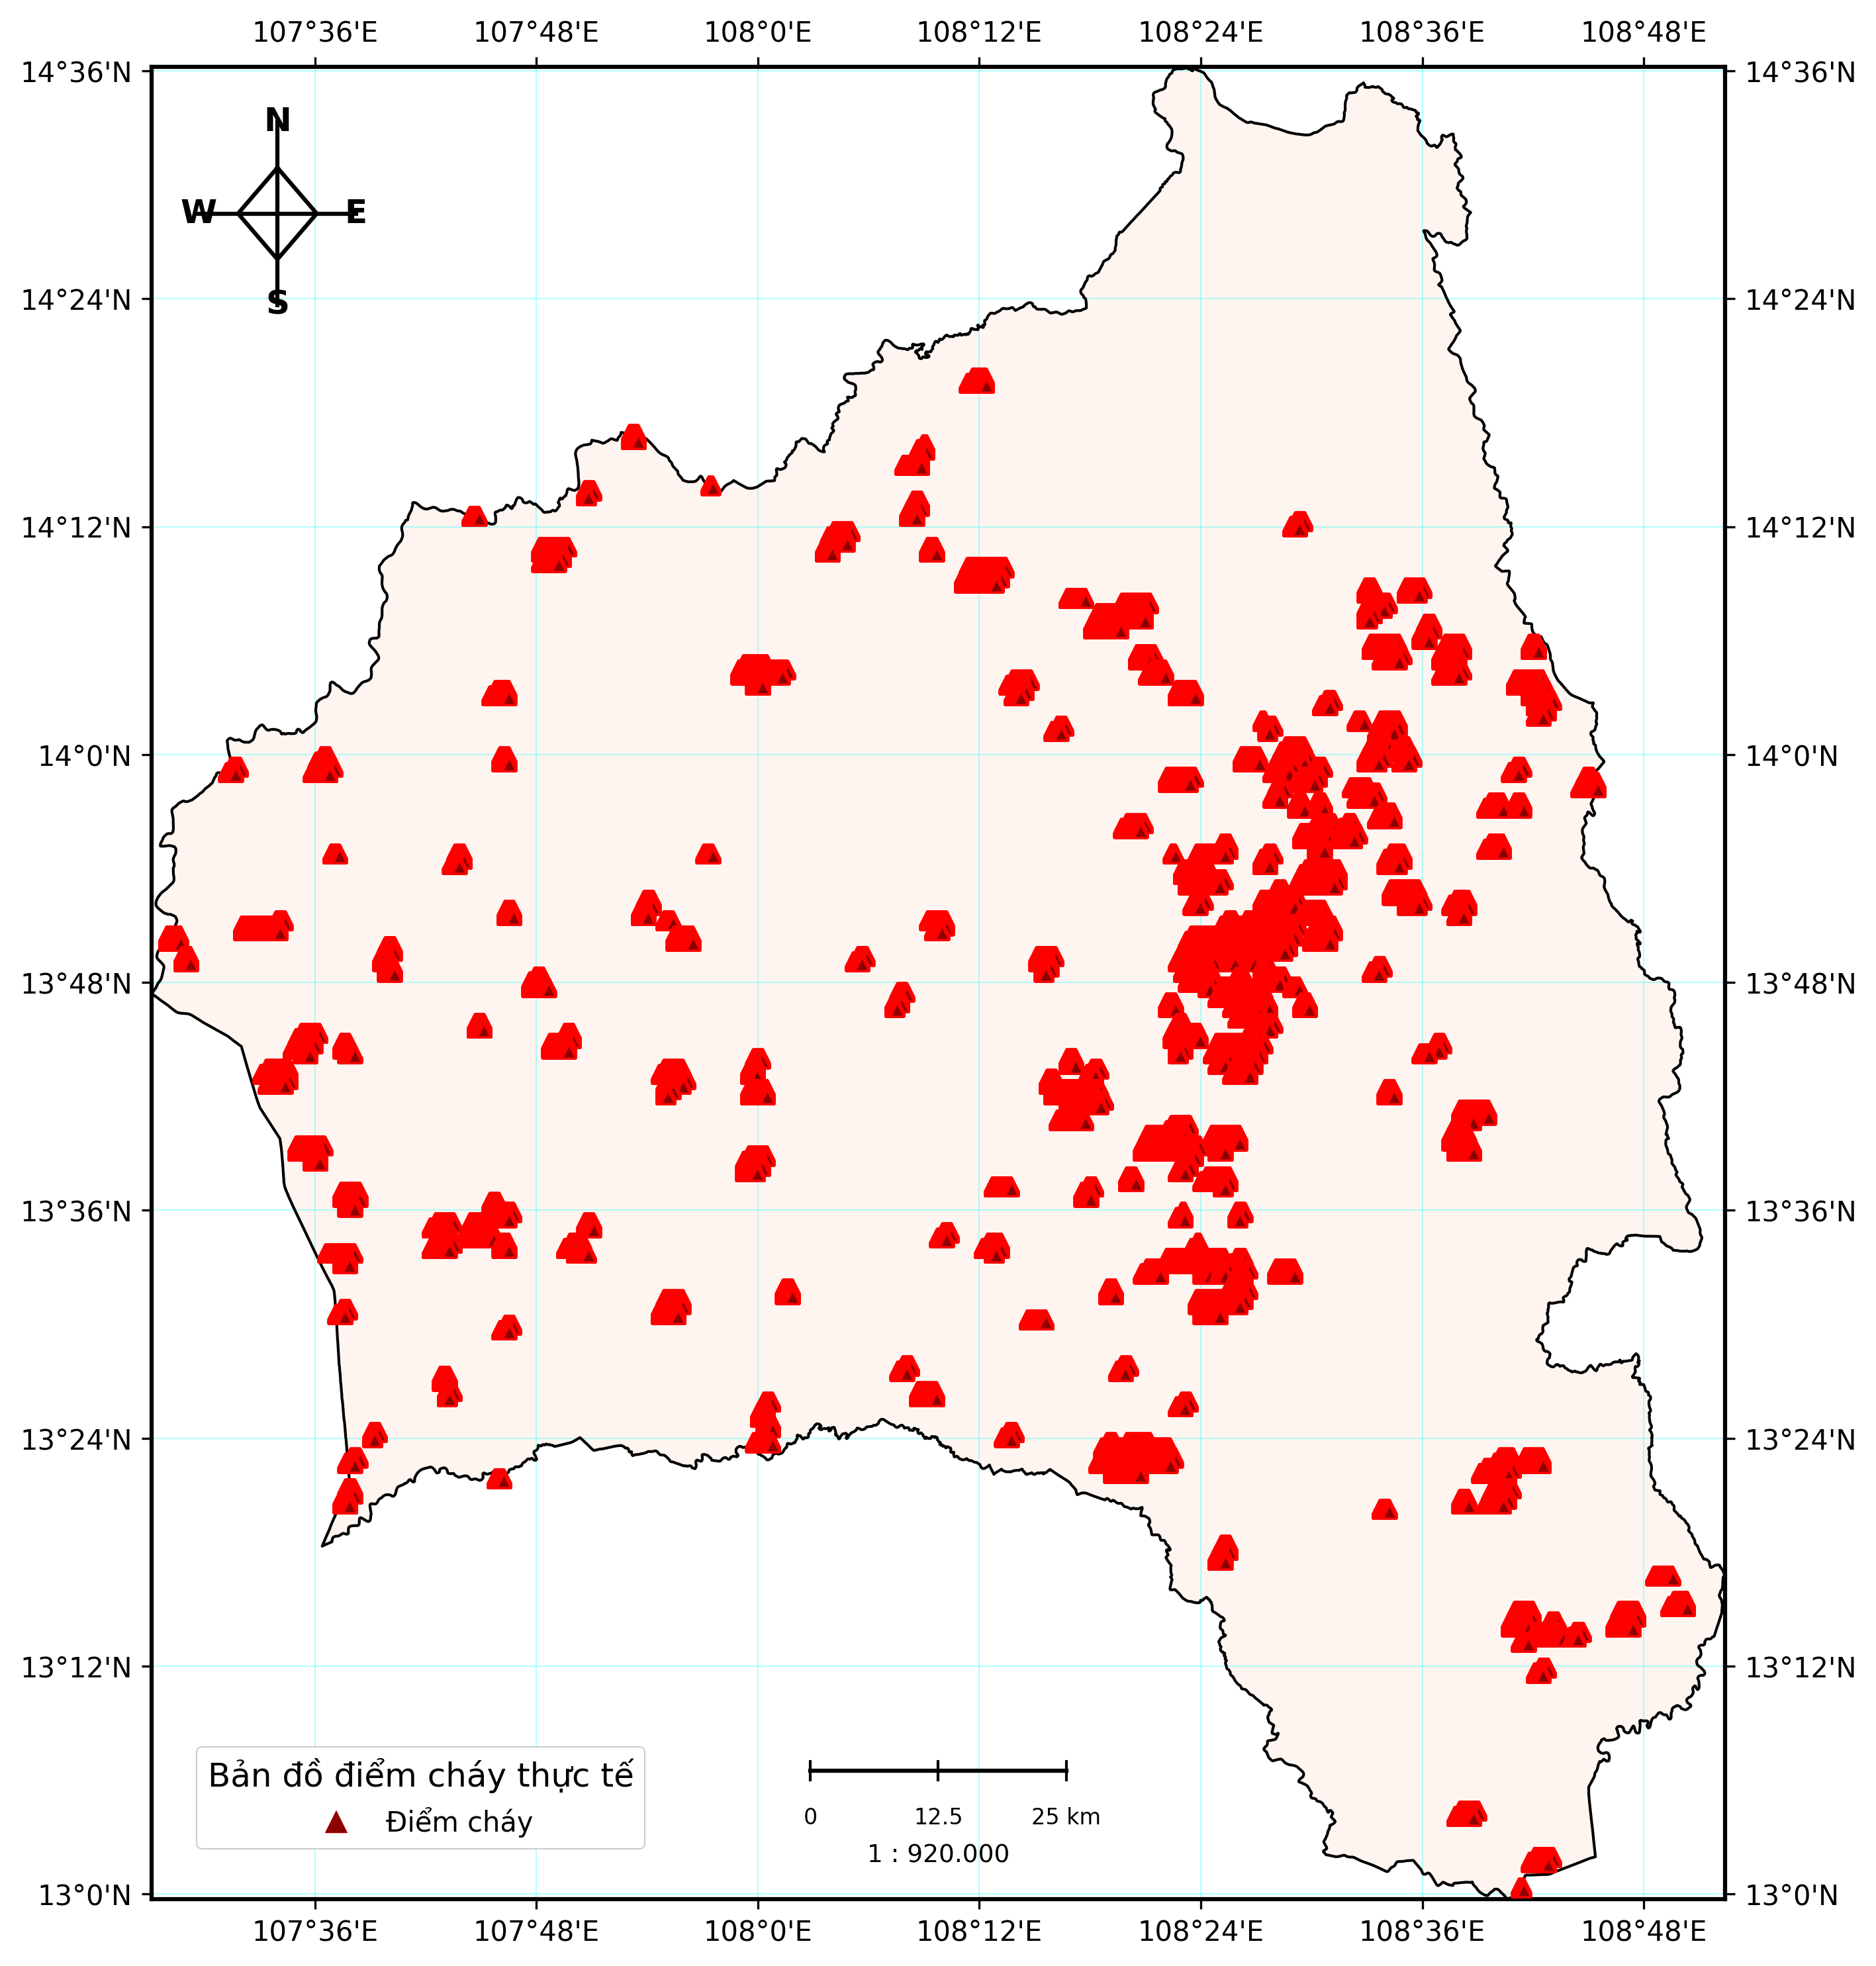 107°36'E 107°48'E 108°0'E 108°12'E 108°24'E 108°36'E 108°48'E
14°36'N 14°36'N
N
W E
S
14°24'N 14°24'N
14°12'N 14°12'N
14°0'N 14°0'N
13°48'N 13°48'N
13°36'N 13°36'N
13°24'N 13°24'N
13°12'N 13°12'N
Bản đồ điểm cháy thực tế
Điểm cháy
0 12.5 25 km
1 : 920.000
13°0'N 13°0'N
107°36'E 107°48'E 108°0'E 108°12'E 108°24'E 108°36'E 108°48'E